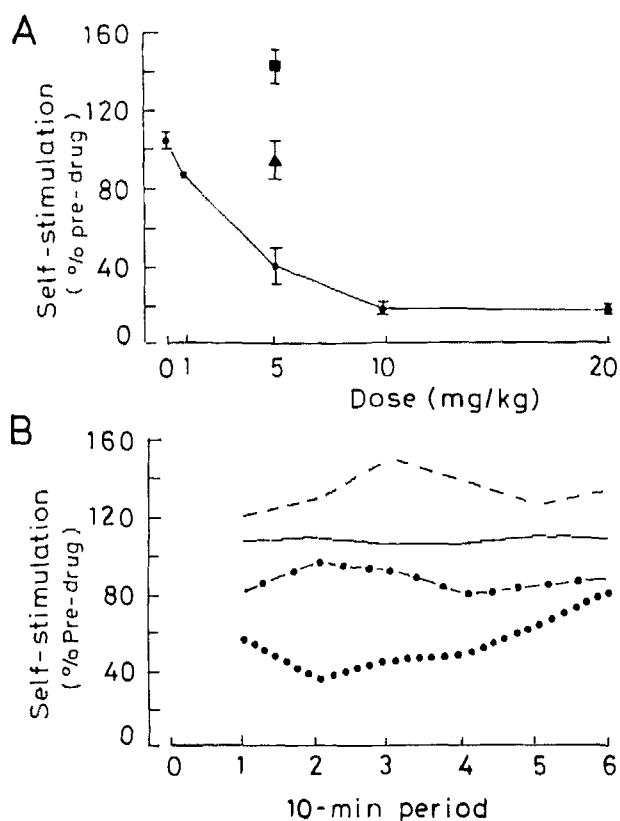 A
Self-stimulation
(% pre-drug)
160
120
80
40
0
0 1 5 10 20
Dose (mg/kg)
B
Self-stimulation
(% Pre-drug)
160
120
80
40
0
0 1 2 3 4 5 6
10-min period